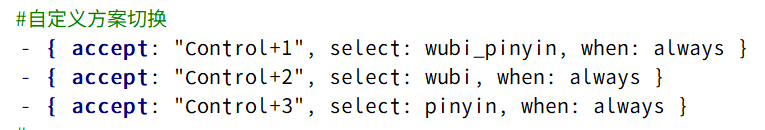 #自定义方案切换
- { accept: "Control+1", select: wubi_pinyin, when: always }
- { accept: "Control+2", select: wubi, when: always }
- { accept: "Control+3", select: pinyin, when: always }